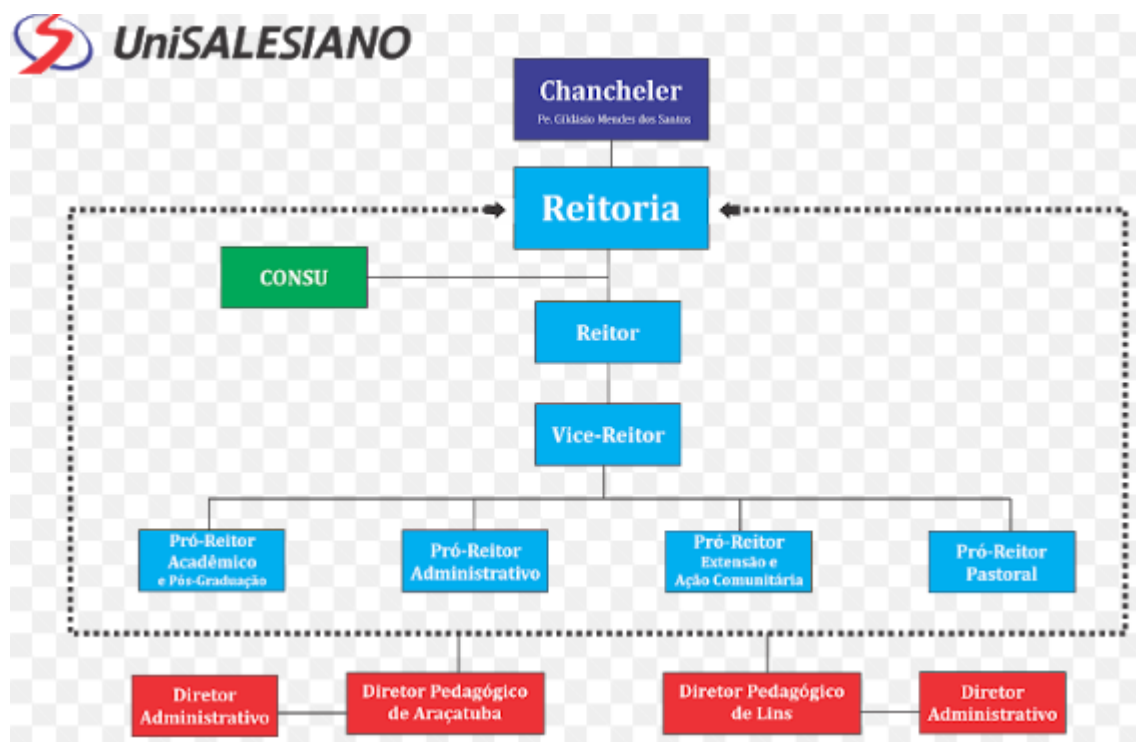 UniSALESIANO
Chancheler
Pe. Gildásio Mendes dos Santos
Reitoria
CONSU
Reitor
Vice-Reitor
Pró-Reitor
Acadêmico
e Pós-Graduação
Pró-Reitor
Administrativo
Pró-Reitor
Extensão e
Ação Comunitária
Pró-Reitor
Pastoral
Diretor
Administrativo
Diretor Pedagógico
de Araçatuba
Diretor Pedagógico
de Lins
Diretor
Administrativo